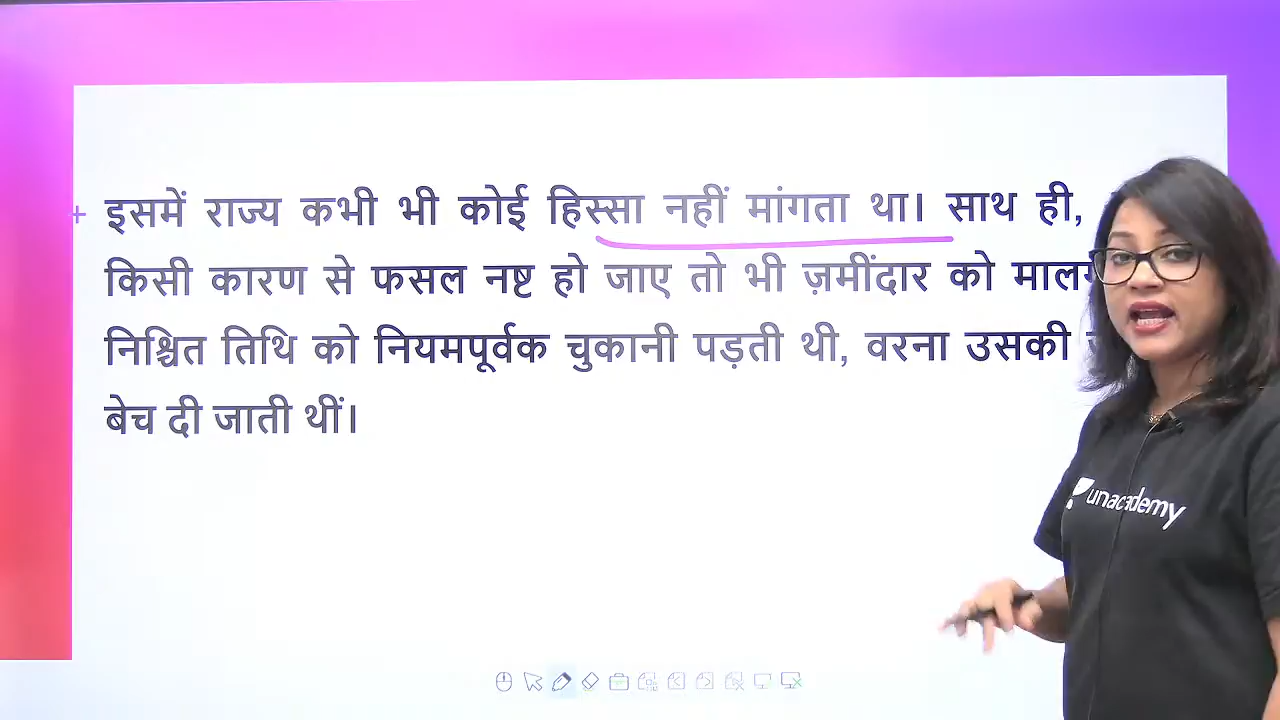 इसमें राज्य कभी भी कोई हिस्सा नहीं मांगता था। साथ ही,
किसी कारण से फसल नष्ट हो जाए तो भी ज़मींदार को
निश्चित तिथि को नियमपूर्वक चुकानी पड़ती थी, वरना उसकी
बेच दी जाती थीं।
unacademy